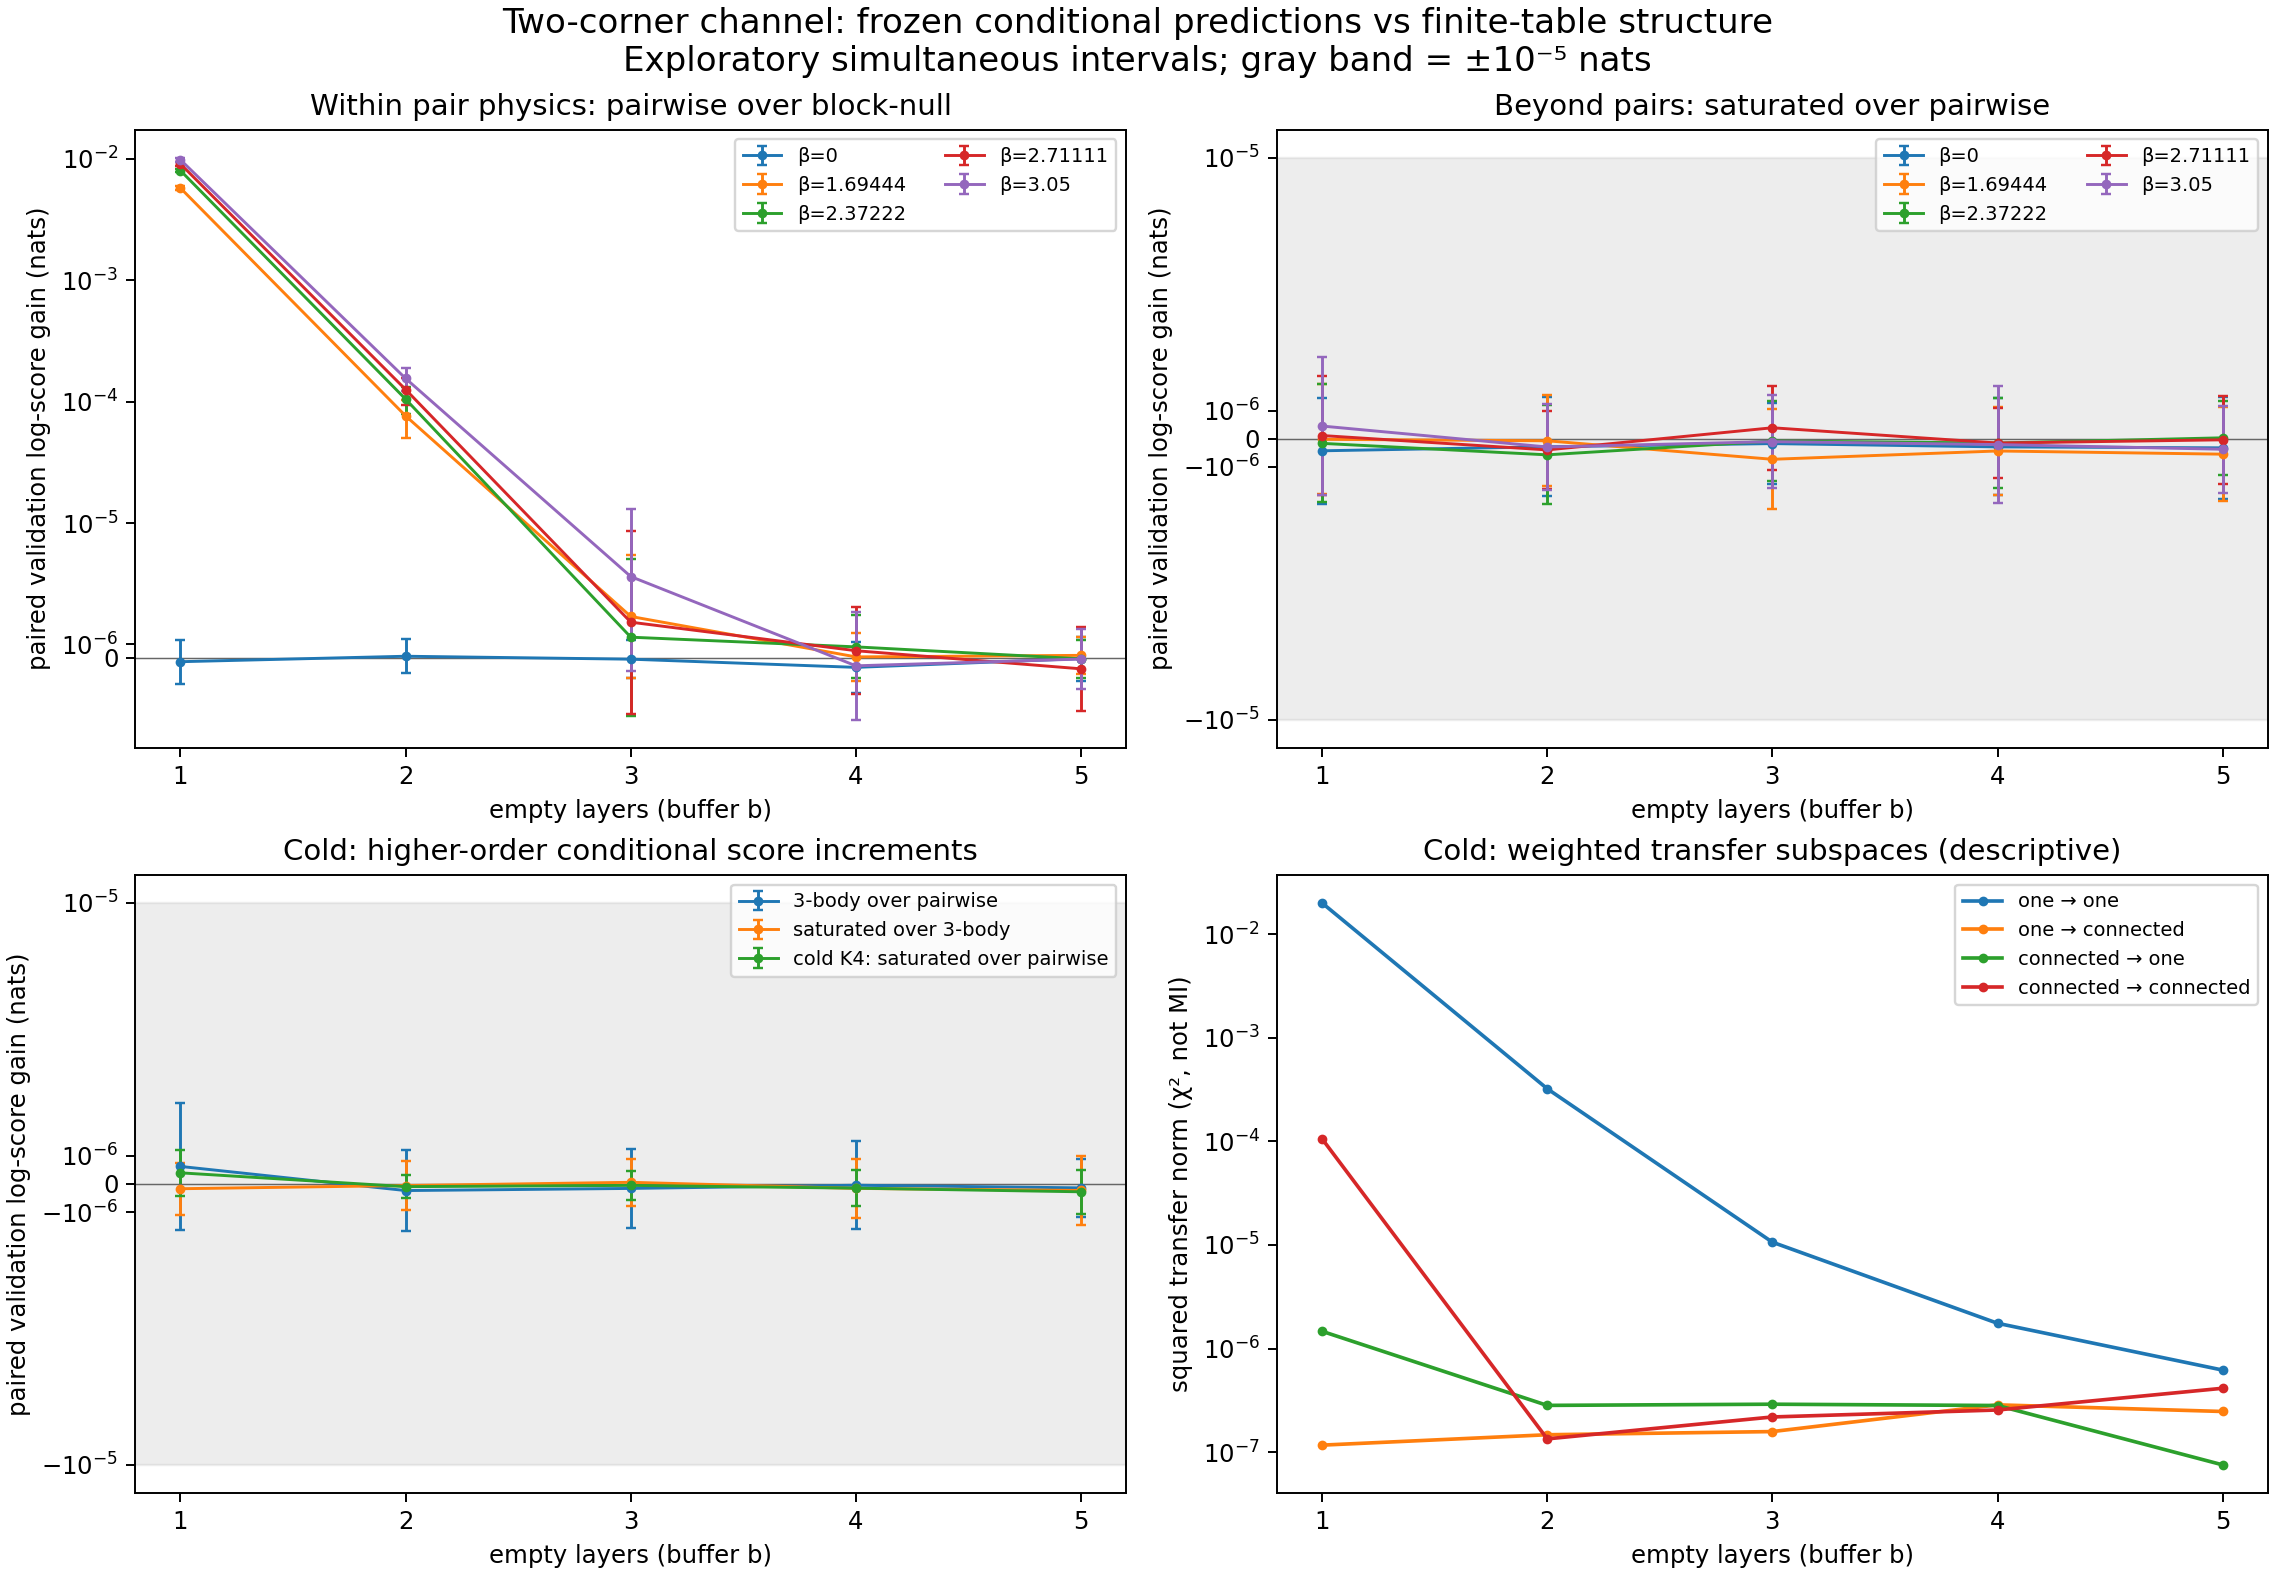 Two-corner channel: frozen conditional predictions vs finite-table structure
Exploratory simultaneous intervals; gray band = ±10⁻⁵ nats
Within pair physics: pairwise over block-null
paired validation log-score gain (nats)
10⁻²
10⁻³
10⁻⁴
10⁻⁵
10⁻⁶
0
β=0
β=1.69444
β=2.37222
β=2.71111
β=3.05
1 2 3 4 5
empty layers (buffer b)
Beyond pairs: saturated over pairwise
paired validation log-score gain (nats)
10⁻⁵
10⁻⁶
0
−10⁻⁶
−10⁻⁵
β=0
β=1.69444
β=2.37222
β=2.71111
β=3.05
1 2 3 4 5
empty layers (buffer b)
Cold: higher-order conditional score increments
paired validation log-score gain (nats)
10⁻⁵
10⁻⁶
0
−10⁻⁶
−10⁻⁵
3-body over pairwise
saturated over 3-body
cold K4: saturated over pairwise
1 2 3 4 5
empty layers (buffer b)
Cold: weighted transfer subspaces (descriptive)
squared transfer norm (χ², not MI)
10⁻²
10⁻³
10⁻⁴
10⁻⁵
10⁻⁶
10⁻⁷
one → one
one → connected
connected → one
connected → connected
1 2 3 4 5
empty layers (buffer b)